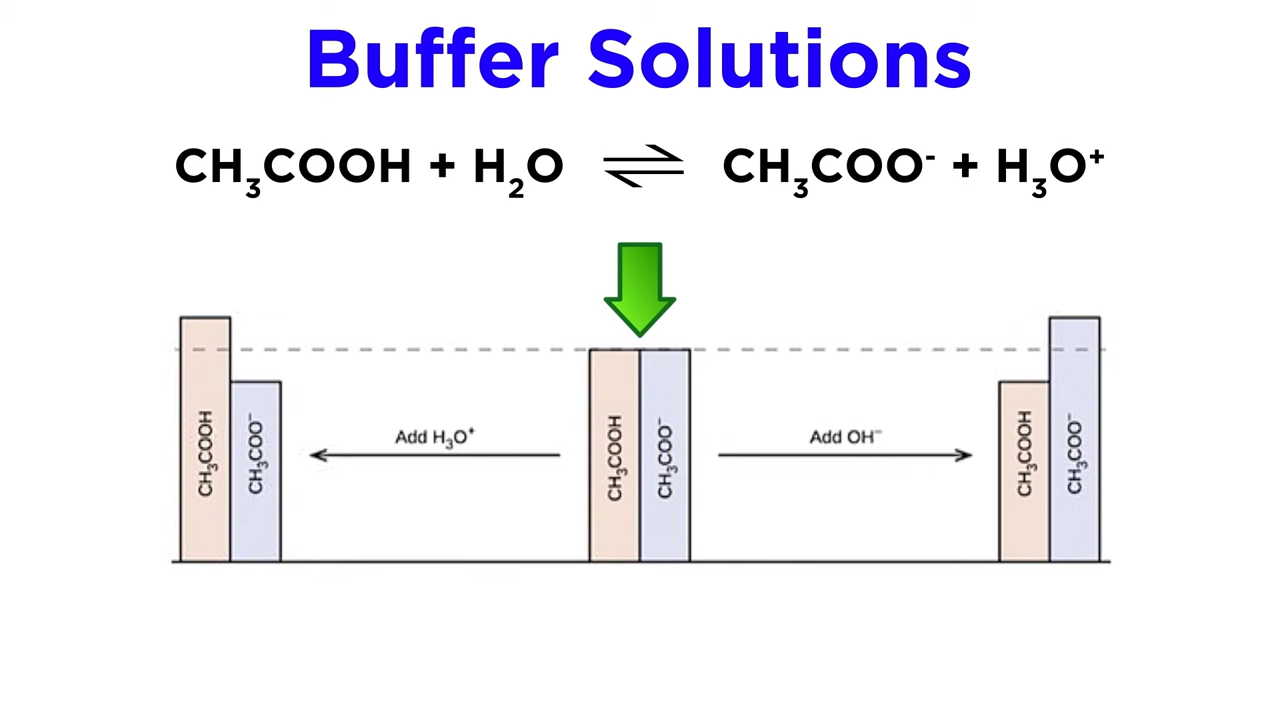 Buffer Solutions
CH₃COOH + H₂O ⇌ CH₃COO⁻ + H₃O⁺
CH₃COOH
CH₃COO⁻
Add H₃O⁺
CH₃COOH
CH₃COO⁻
Add OH⁻
CH₃COOH
CH₃COO⁻